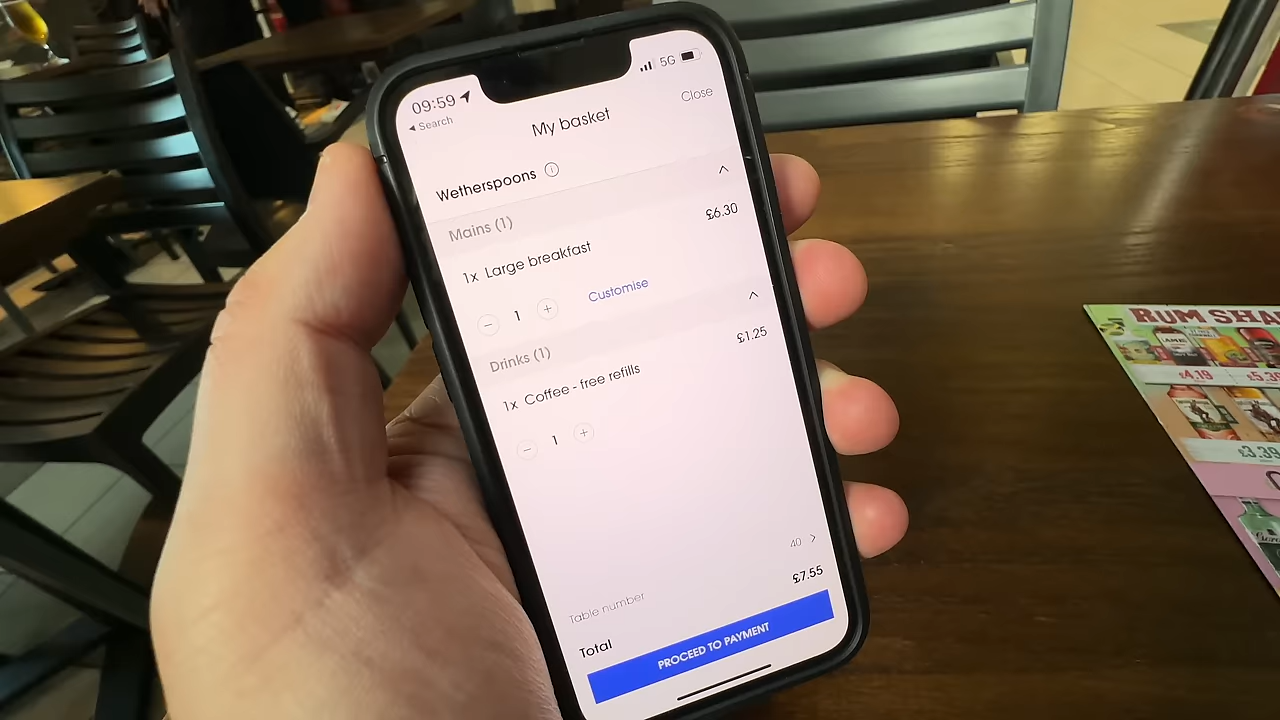 09:59
5G
◀ Search
Close
My basket
Wetherspoons
Mains (1)
£6.30
1x Large breakfast
1
Customise
Drinks (1)
£1.25
1x Coffee - free refills
1
Table number
40
Total
£7.55
PROCEED TO PAYMENT
RUM SHA
£4.19
£5.39
£3.39